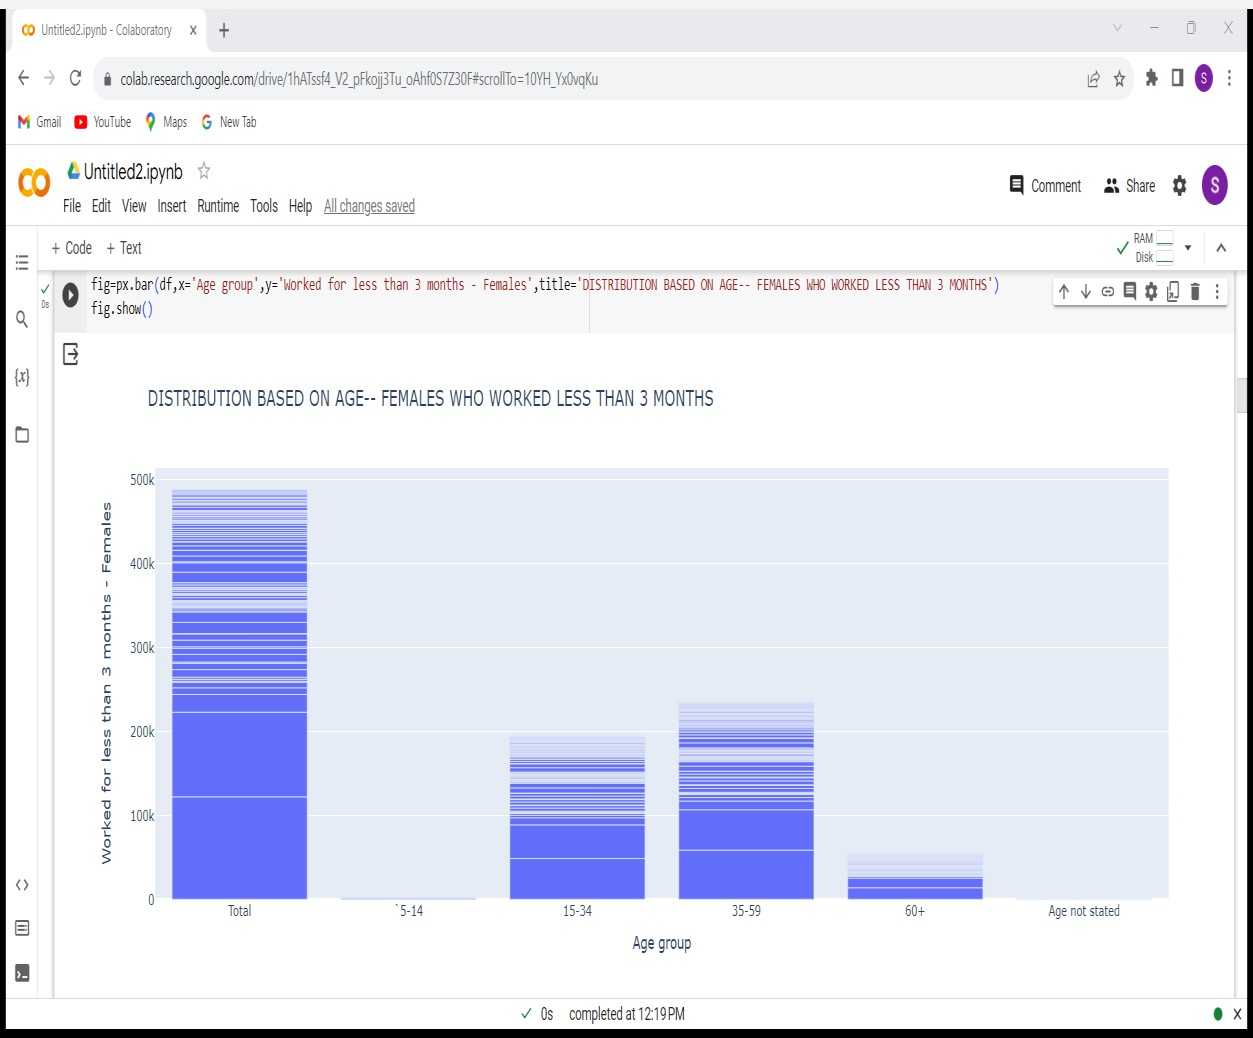 Untitled2.ipynb - Colaboratory
colab.research.google.com/drive/1hATssf4_V2_pFkojj3Tu_oAhf0S7Z30F#scrollTo=10YH_Yx0vqKu
S
Gmail YouTube Maps New Tab
Untitled2.ipynb
Comment Share S
File Edit View Insert Runtime Tools Help All changes saved
+ Code + Text
RAM
Disk
fig=px.bar(df,x='Age group',y='Worked for less than 3 months - Females',title='DISTRIBUTION BASED ON AGE-- FEMALES WHO WORKED LESS THAN 3 MONTHS')
0s
fig.show()
{x}
DISTRIBUTION BASED ON AGE-- FEMALES WHO WORKED LESS THAN 3 MONTHS
Worked for less than 3 months - Females
500k
400k
300k
200k
100k
0
Total `5-14 15-34 35-59 60+ Age not stated
Age group
0s completed at 12:19 PM